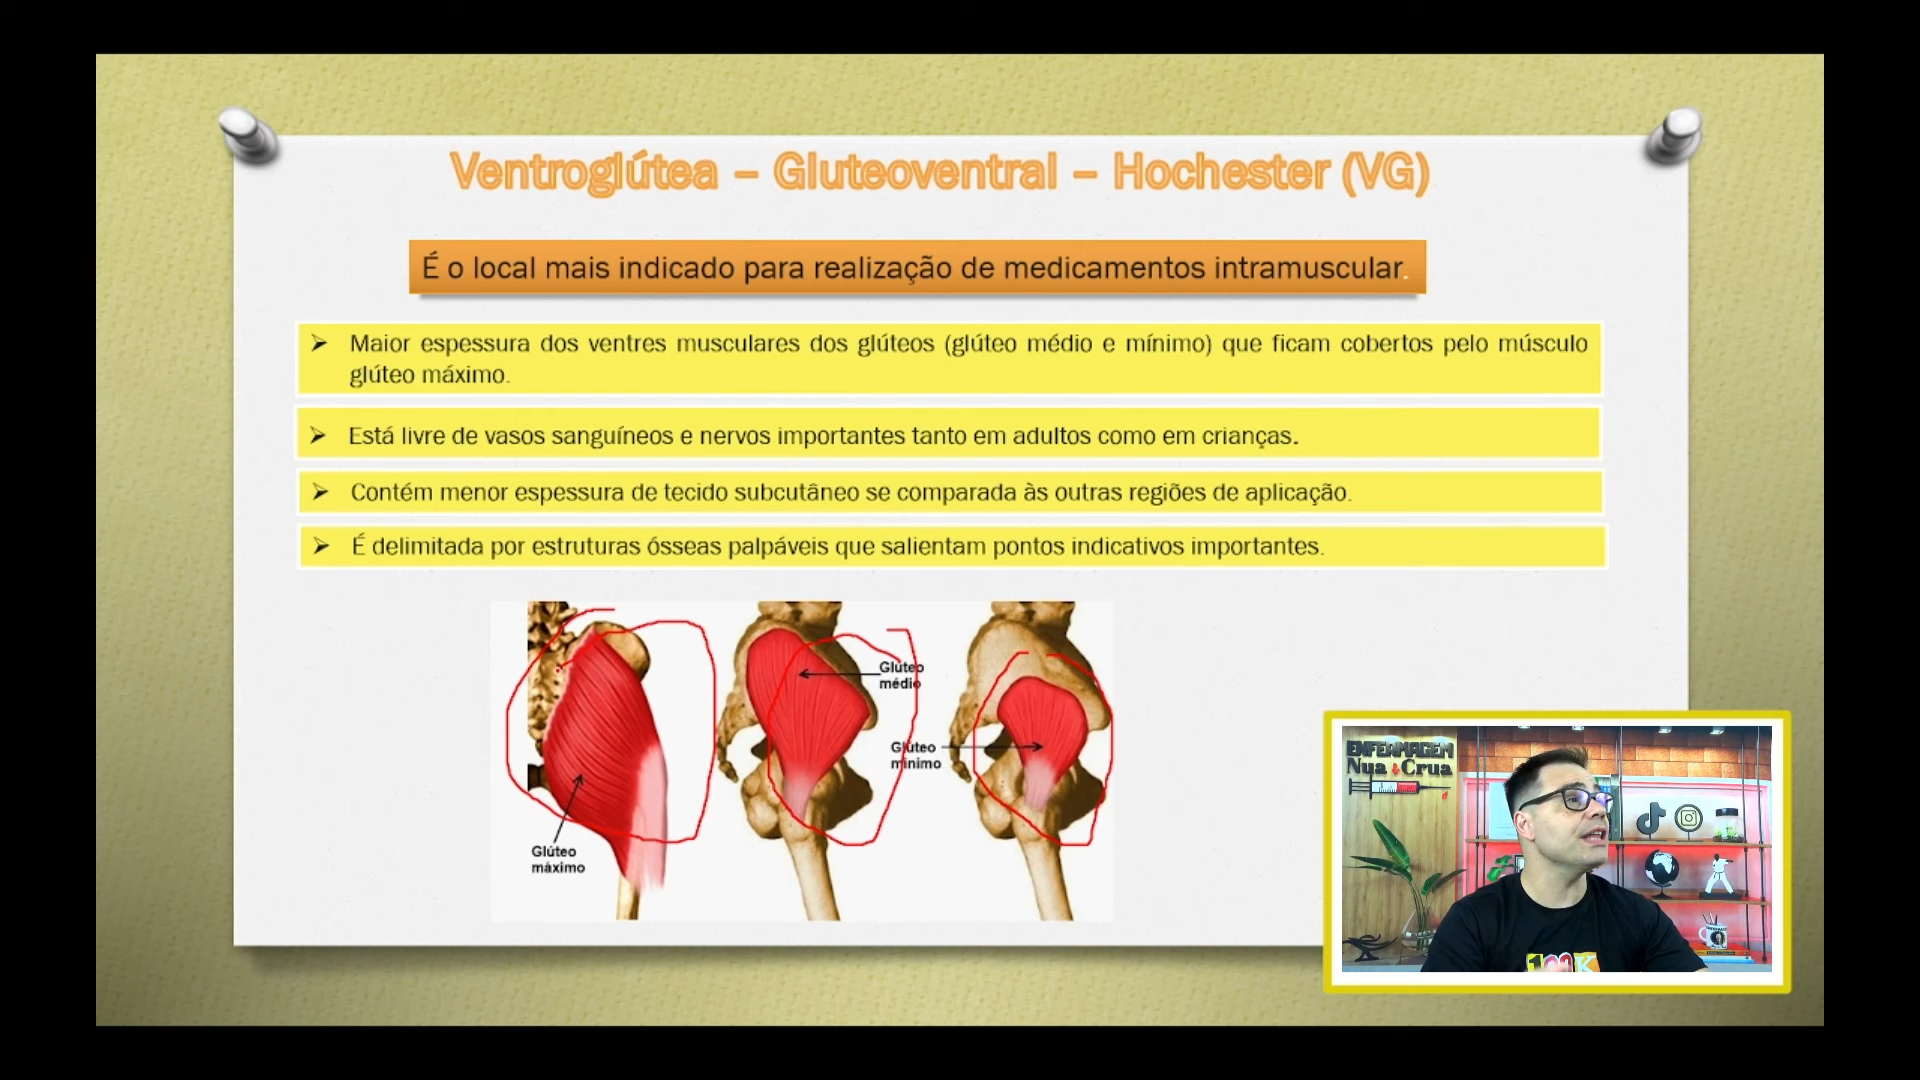 Ventroglútea – Gluteoventral – Hochester (VG)
É o local mais indicado para realização de medicamentos intramuscular.
➢ Maior espessura dos ventres musculares dos glúteos (glúteo médio e mínimo) que ficam cobertos pelo músculo
glúteo máximo.
➢ Está livre de vasos sanguíneos e nervos importantes tanto em adultos como em crianças.
➢ Contém menor espessura de tecido subcutâneo se comparada às outras regiões de aplicação.
➢ É delimitada por estruturas ósseas palpáveis que salientam pontos indicativos importantes.
Glúteo
médio
Glúteo
mínimo
Glúteo
máximo
ENFERMAGEM
Nua & Crua
100K